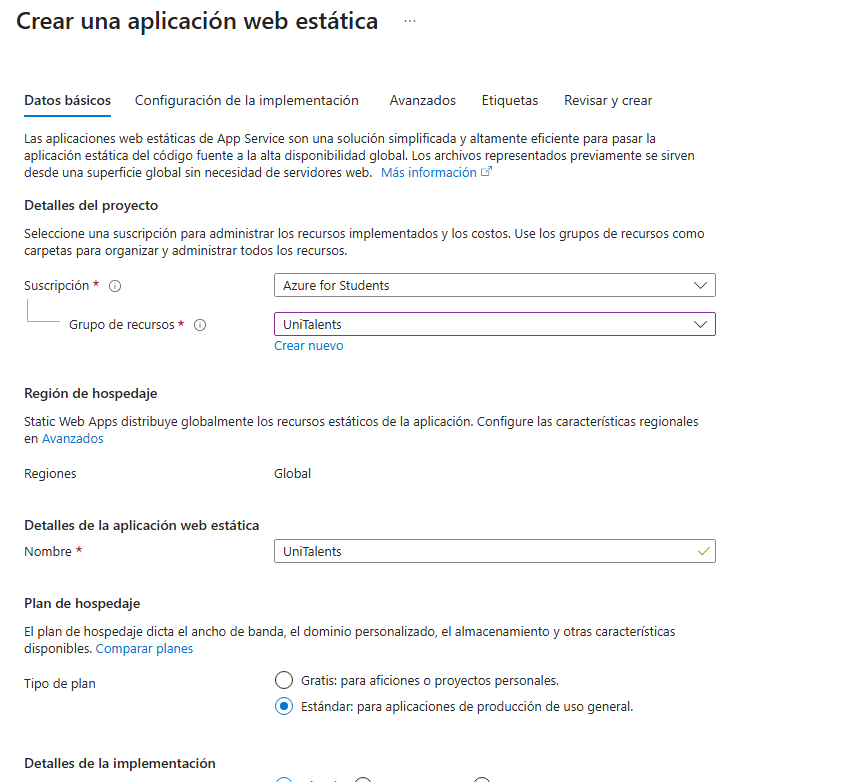 Crear una aplicación web estática ...
Datos básicos Configuración de la implementación Avanzados Etiquetas Revisar y crear
Las aplicaciones web estáticas de App Service son una solución simplificada y altamente eficiente para pasar la
aplicación estática del código fuente a la alta disponibilidad global. Los archivos representados previamente se sirven
desde una superficie global sin necesidad de servidores web. Más información
Detalles del proyecto
Seleccione una suscripción para administrar los recursos implementados y los costos. Use los grupos de recursos como
carpetas para organizar y administrar todos los recursos.
Suscripción * Azure for Students
Grupo de recursos * UniTalents
Crear nuevo
Región de hospedaje
Static Web Apps distribuye globalmente los recursos estáticos de la aplicación. Configure las características regionales
en Avanzados
Regiones Global
Detalles de la aplicación web estática
Nombre * UniTalents
Plan de hospedaje
El plan de hospedaje dicta el ancho de banda, el dominio personalizado, el almacenamiento y otras características
disponibles. Comparar planes
Tipo de plan
Gratis: para aficiones o proyectos personales.
Estándar: para aplicaciones de producción de uso general.
Detalles de la implementación